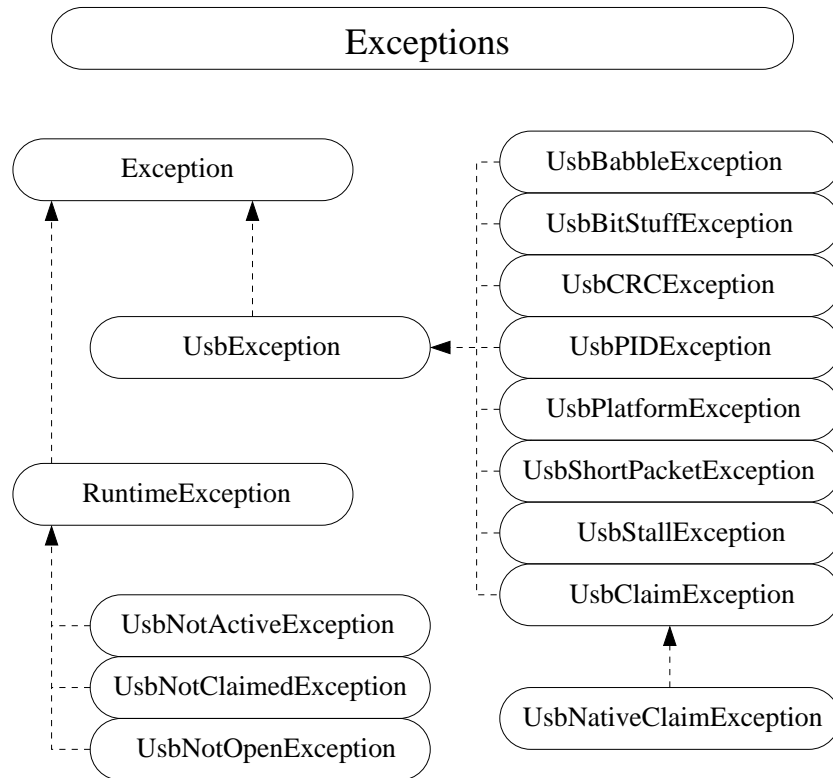 Exceptions
Exception
UsbException
RuntimeException
UsbNotActiveException
UsbNotClaimedException
UsbNotOpenException
UsbBabbleException
UsbBitStuffException
UsbCRCException
UsbPIDException
UsbPlatformException
UsbShortPacketException
UsbStallException
UsbClaimException
UsbNativeClaimException